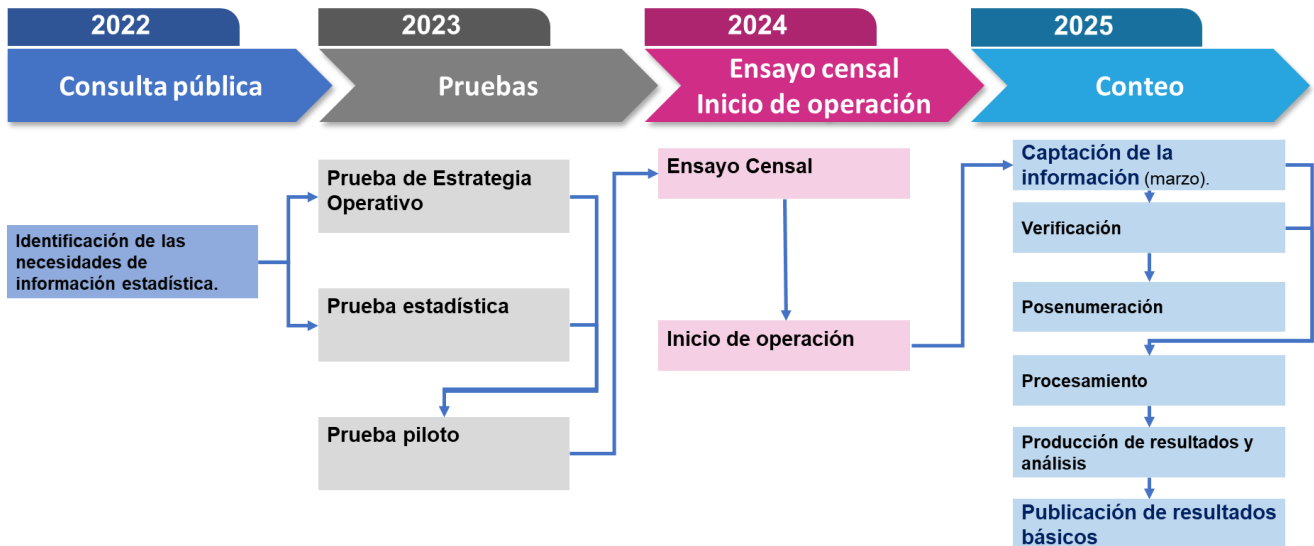 2022
Consulta pública
2023
Pruebas
2024
Ensayo censal
Inicio de operación
2025
Conteo
Identificación de las
necesidades de
información estadística.
Prueba de Estrategia
Operativo
Prueba estadística
Prueba piloto
Ensayo Censal
Inicio de operación
Captación de la
información (marzo).
Verificación
Posenumeración
Procesamiento
Producción de resultados y
análisis
Publicación de resultados
básicos